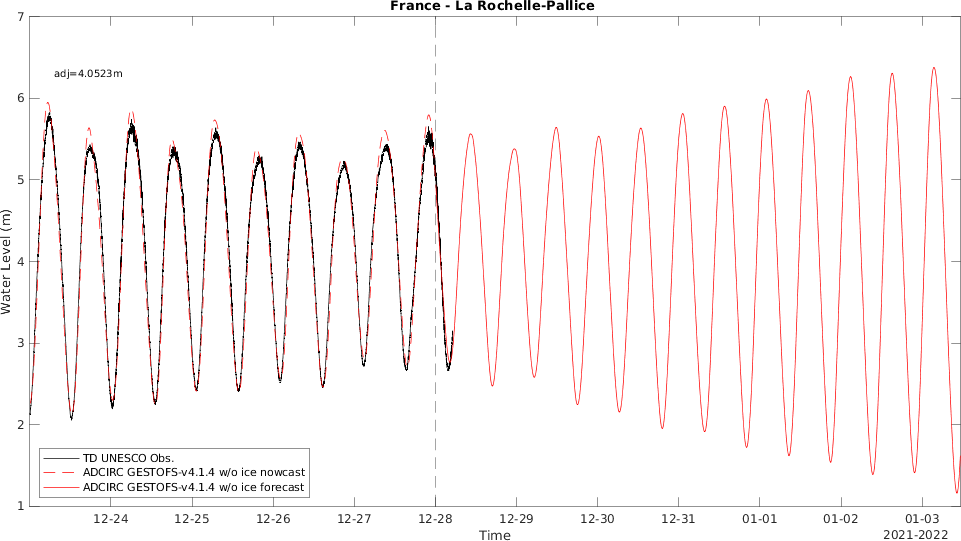 France - La Rochelle-Pallice
7
adj=4.0523m
6
5
4
3
2
1
Water Level (m)
TD UNESCO Obs.
ADCIRC GESTOFS-v4.1.4 w/o ice nowcast
ADCIRC GESTOFS-v4.1.4 w/o ice forecast
12-24 12-25 12-26 12-27 12-28 12-29 12-30 12-31 01-01 01-02 01-03
Time
2021-2022